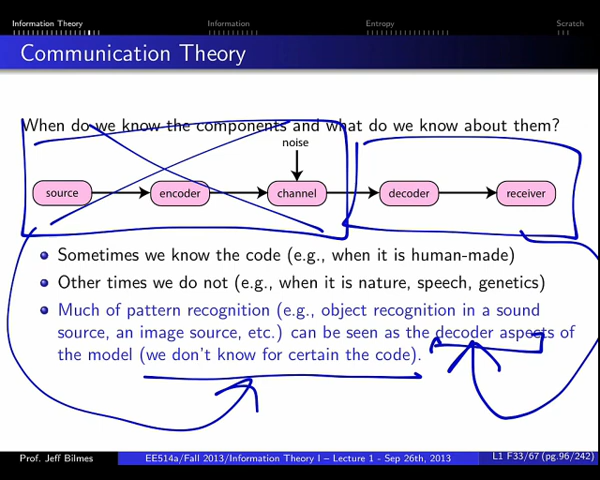 Information Theory Information Entropy Scratch
Communication Theory
When do we know the components and what do we know about them?
noise
source encoder channel decoder receiver
Sometimes we know the code (e.g., when it is human-made)
Other times we do not (e.g., when it is nature, speech, genetics)
Much of pattern recognition (e.g., object recognition in a sound
source, an image source, etc.) can be seen as the decoder aspects of
the model (we don't know for certain the code).
Prof. Jeff Bilmes EE514a/Fall 2013/Information Theory I – Lecture 1 - Sep 26th, 2013 L1 F33/67 (pg.96/242)